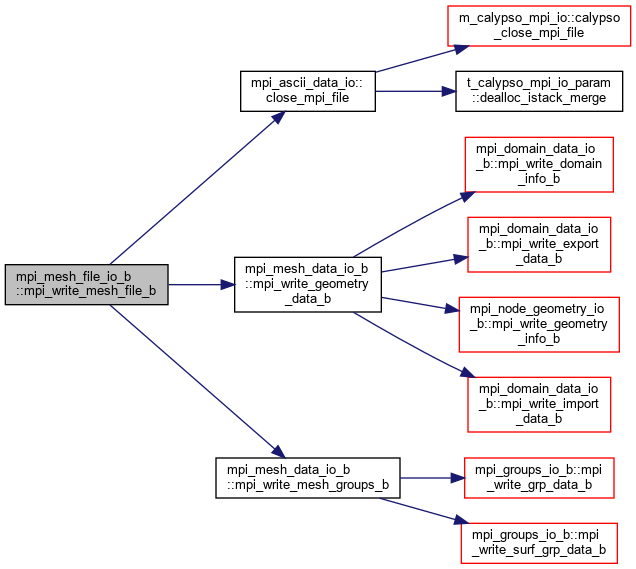 mpi_mesh_file_io_b
::mpi_write_mesh_file_b
mpi_ascii_data_io::
close_mpi_file
m_calypso_mpi_io::calypso
_close_mpi_file
t_calypso_mpi_io_param
::dealloc_istack_merge
mpi_mesh_data_io_b
::mpi_write_geometry
_data_b
mpi_domain_data_io
_b::mpi_write_domain
_info_b
mpi_domain_data_io
_b::mpi_write_export
_data_b
mpi_node_geometry_io
_b::mpi_write_geometry
_info_b
mpi_domain_data_io
_b::mpi_write_import
_data_b
mpi_mesh_data_io_b
::mpi_write_mesh_groups_b
mpi_groups_io_b::mpi
_write_grp_data_b
mpi_groups_io_b::mpi
_write_surf_grp_data_b